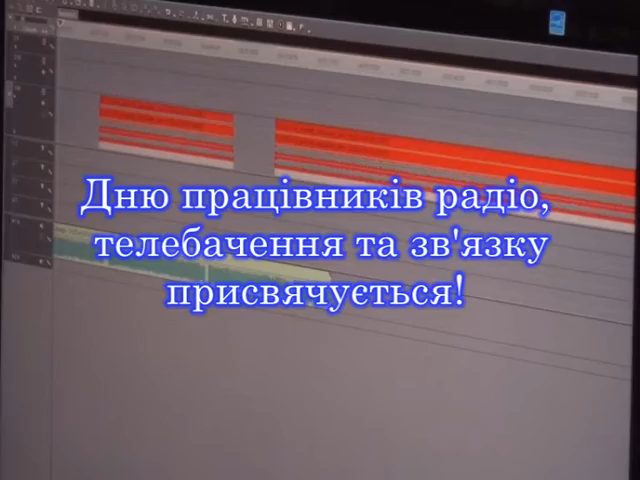 Дню працівників радіо,
телебачення та зв'язку
присвячується!